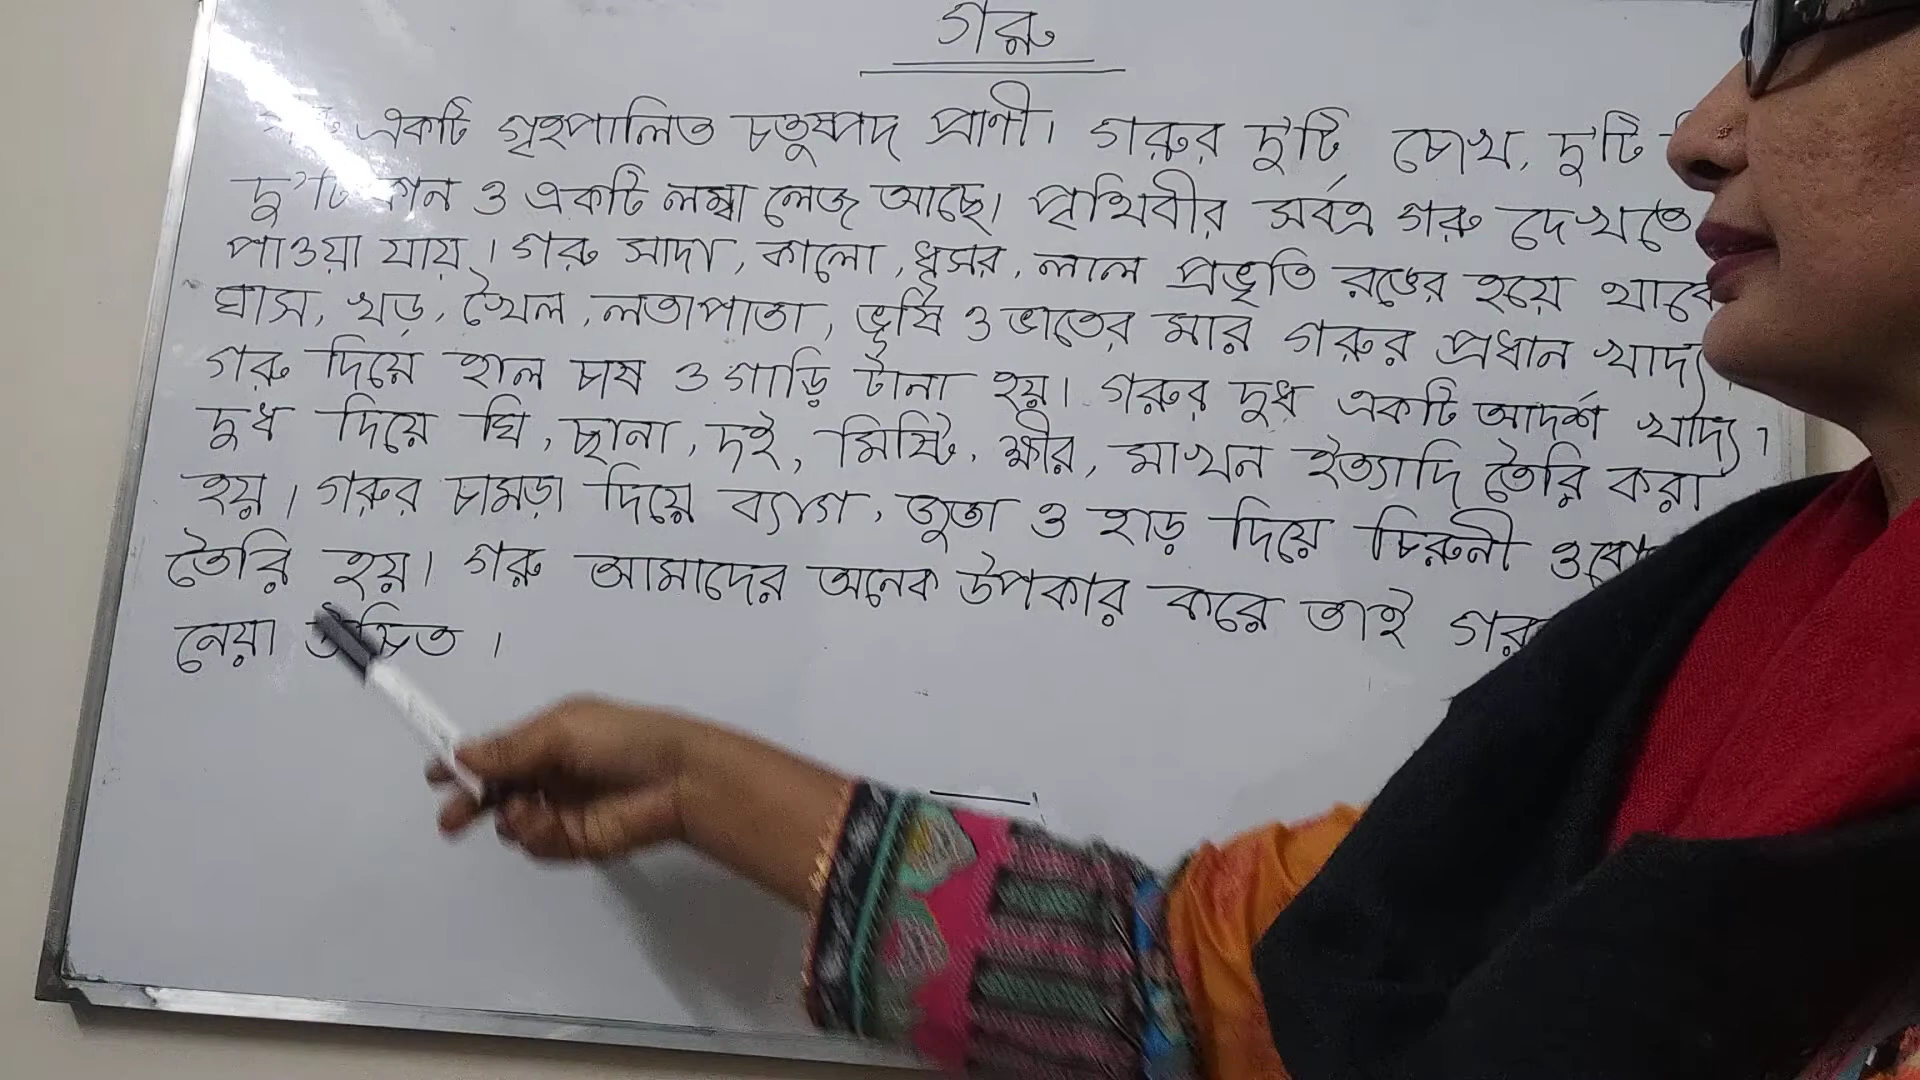 গরু
একটি গৃহপালিত চতুষ্পদ প্রাণী। গরুর দু'টি চোখ, দু'টি
দু'টি কান ও একটি লম্বা লেজ আছে। পৃথিবীর সর্বত্র গরু দেখতে
পাওয়া যায়। গরু সাদা, কালো, ধূসর, লাল প্রভৃতি রঙের হয়ে থাকে
ঘাস, খড়, খৈল, লতাপাতা, ভূষি ও ভাতের মার গরুর প্রধান খাদ্য।
গরু দিয়ে হাল চাষ ও গাড়ি টানা হয়। গরুর দুধ একটি আদর্শ খাদ্য।
দুধ দিয়ে ঘি, ছানা, দই, মিষ্টি, ক্ষীর, মাখন ইত্যাদি তৈরি করা
হয়। গরুর চামড়া দিয়ে ব্যাগ, জুতা ও হাড় দিয়ে চিরুনী ও
তৈরি হয়। গরু আমাদের অনেক উপকার করে তাই গরু
নেয়া উচিত।